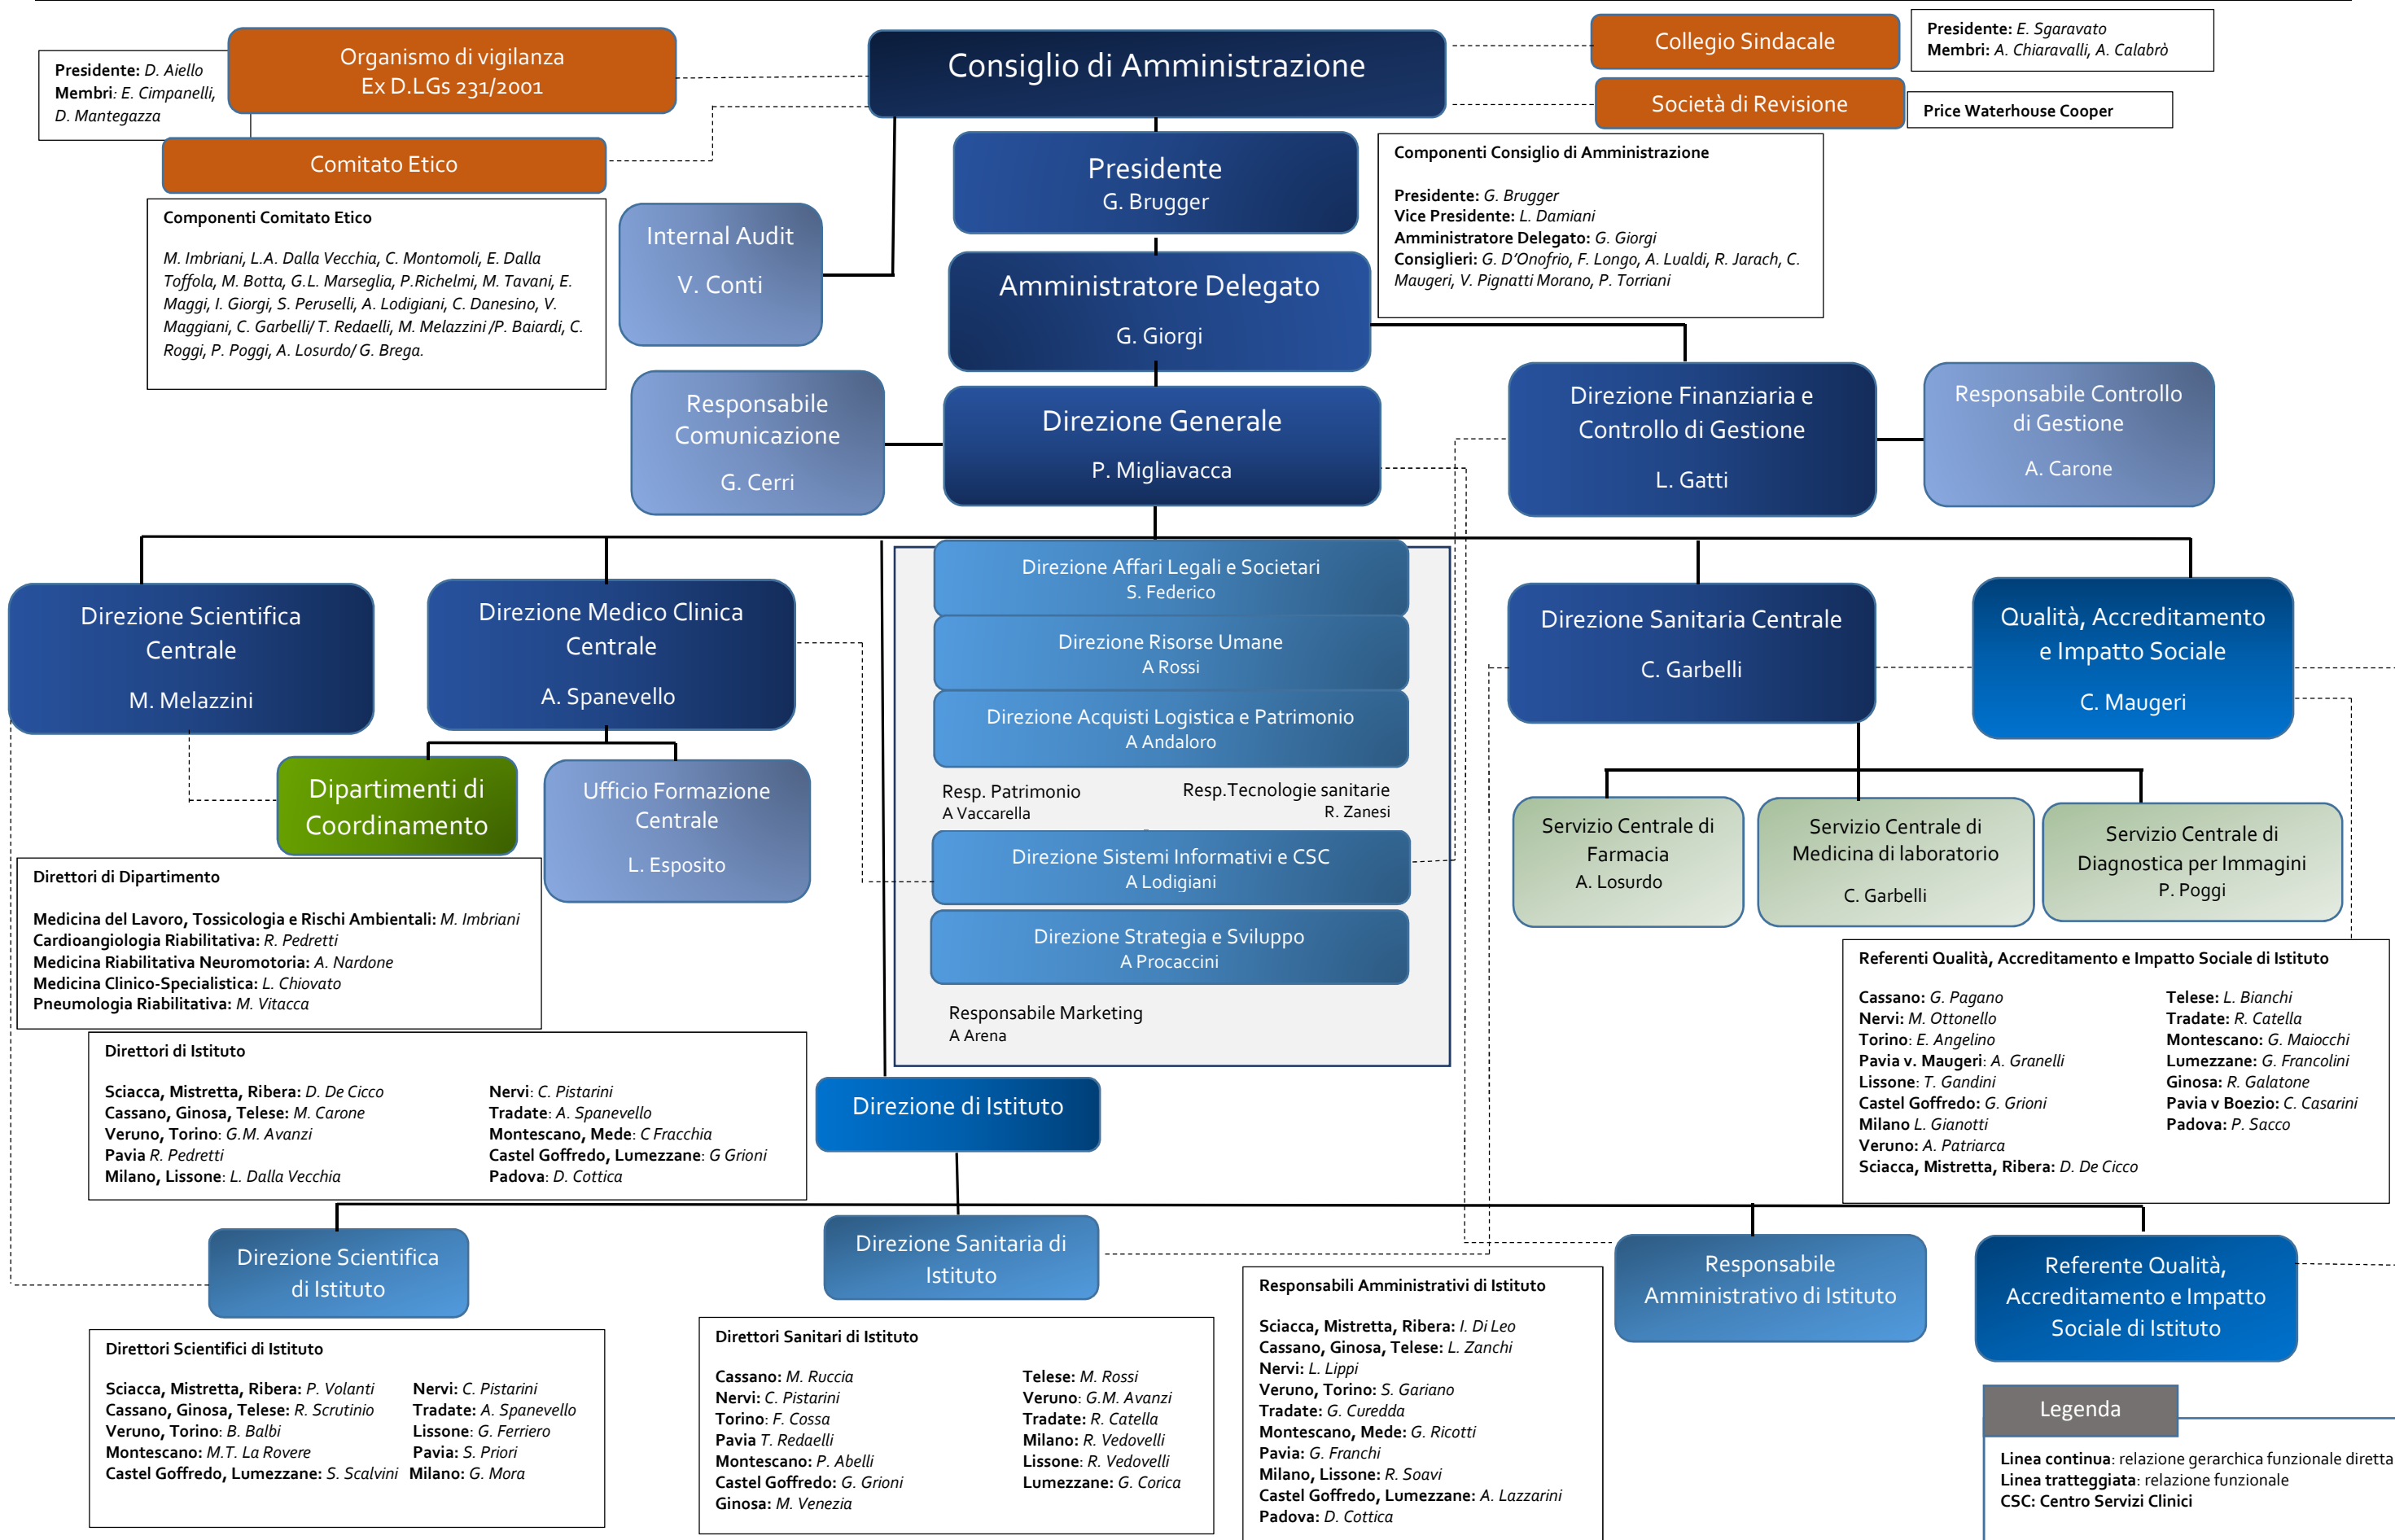 Presidente: D. Aiello
Membri: E. Cimpanelli,
D. Mantegazza
Organismo di vigilanza
Ex D.LGs 231/2001
Consiglio di Amministrazione
Collegio Sindacale
Presidente: E. Sgaravato
Membri: A. Chiaravalli, A. Calabrò
Società di Revisione
Price Waterhouse Cooper
Comitato Etico
Componenti Comitato Etico
M. Imbriani, L.A. Dalla Vecchia, C. Montomoli, E. Dalla
Toffola, M. Botta, G.L. Marseglia, P.Richelmi, M. Tavani, E.
Maggi, I. Giorgi, S. Peruselli, A. Lodigiani, C. Danesino, V.
Maggiani, C. Garbelli/ T. Redaelli, M. Melazzini /P. Baiardi, C.
Roggi, P. Poggi, A. Losurdo/ G. Brega.
Internal Audit
V. Conti
Presidente
G. Brugger
Componenti Consiglio di Amministrazione
Presidente: G. Brugger
Vice Presidente: L. Damiani
Amministratore Delegato: G. Giorgi
Consiglieri: G. D'Onofrio, F. Longo, A. Lualdi, R. Jarach, C.
Maugeri, V. Pignatti Morano, P. Torriani
Amministratore Delegato
G. Giorgi
Responsabile
Comunicazione
G. Cerri
Direzione Generale
P. Migliavacca
Direzione Finanziaria e
Controllo di Gestione
L. Gatti
Responsabile Controllo
di Gestione
A. Carone
Direzione Scientifica
Centrale
M. Melazzini
Direzione Medico Clinica
Centrale
A. Spanevello
Direzione Affari Legali e Societari
S. Federico
Direzione Risorse Umane
A Rossi
Direzione Acquisti Logistica e Patrimonio
A Andaloro
Resp. Patrimonio
A Vaccarella
Resp.Tecnologie sanitarie
R. Zanesi
Direzione Sistemi Informativi e CSC
A Lodigiani
Direzione Strategia e Sviluppo
A Procaccini
Responsabile Marketing
A Arena
Direzione Sanitaria Centrale
C. Garbelli
Qualità, Accreditamento
e Impatto Sociale
C. Maugeri
Dipartimenti di
Coordinamento
Ufficio Formazione
Centrale
L. Esposito
Servizio Centrale di
Farmacia
A. Losurdo
Servizio Centrale di
Medicina di laboratorio
C. Garbelli
Servizio Centrale di
Diagnostica per Immagini
P. Poggi
Direttori di Dipartimento
Medicina del Lavoro, Tossicologia e Rischi Ambientali: M. Imbriani
Cardioangiologia Riabilitativa: R. Pedretti
Medicina Riabilitativa Neuromotoria: A. Nardone
Medicina Clinico-Specialistica: L. Chiovato
Pneumologia Riabilitativa: M. Vitacca
Referenti Qualità, Accreditamento e Impatto Sociale di Istituto
Cassano: G. Pagano
Nervi: M. Ottonello
Torino: E. Angelino
Pavia v. Maugeri: A. Granelli
Lissone: T. Gandini
Castel Goffredo: G. Grioni
Milano L. Gianotti
Veruno: A. Patriarca
Sciacca, Mistretta, Ribera: D. De Cicco
Telese: L. Bianchi
Tradate: R. Catella
Montescano: G. Maiocchi
Lumezzane: G. Francolini
Ginosa: R. Galatone
Pavia v Boezio: C. Casarini
Padova: P. Sacco
Direttori di Istituto
Sciacca, Mistretta, Ribera: D. De Cicco
Cassano, Ginosa, Telese: M. Carone
Veruno, Torino: G.M. Avanzi
Pavia R. Pedretti
Milano, Lissone: L. Dalla Vecchia
Nervi: C. Pistarini
Tradate: A. Spanevello
Montescano, Mede: C Fracchia
Castel Goffredo, Lumezzane: G Grioni
Padova: D. Cottica
Direzione di Istituto
Direzione Scientifica
di Istituto
Direzione Sanitaria di
Istituto
Responsabile
Amministrativo di Istituto
Referente Qualità,
Accreditamento e Impatto
Sociale di Istituto
Direttori Scientifici di Istituto
Sciacca, Mistretta, Ribera: P. Volanti
Cassano, Ginosa, Telese: R. Scrutinio
Veruno, Torino: B. Balbi
Montescano: M.T. La Rovere
Castel Goffredo, Lumezzane: S. Scalvini
Nervi: C. Pistarini
Tradate: A. Spanevello
Lissone: G. Ferriero
Pavia: S. Priori
Milano: G. Mora
Direttori Sanitari di Istituto
Cassano: M. Ruccia
Nervi: C. Pistarini
Torino: F. Cossa
Pavia T. Redaelli
Montescano: P. Abelli
Castel Goffredo: G. Grioni
Ginosa: M. Venezia
Telese: M. Rossi
Veruno: G.M. Avanzi
Tradate: R. Catella
Milano: R. Vedovelli
Lissone: R. Vedovelli
Lumezzane: G. Corica
Responsabili Amministrativi di Istituto
Sciacca, Mistretta, Ribera: I. Di Leo
Cassano, Ginosa, Telese: L. Zanchi
Nervi: L. Lippi
Veruno, Torino: S. Gariano
Tradate: G. Curedda
Montescano, Mede: G. Ricotti
Pavia: G. Franchi
Milano, Lissone: R. Soavi
Castel Goffredo, Lumezzane: A. Lazzarini
Padova: D. Cottica
Legenda
Linea continua: relazione gerarchica funzionale diretta
Linea tratteggiata: relazione funzionale
CSC: Centro Servizi Clinici